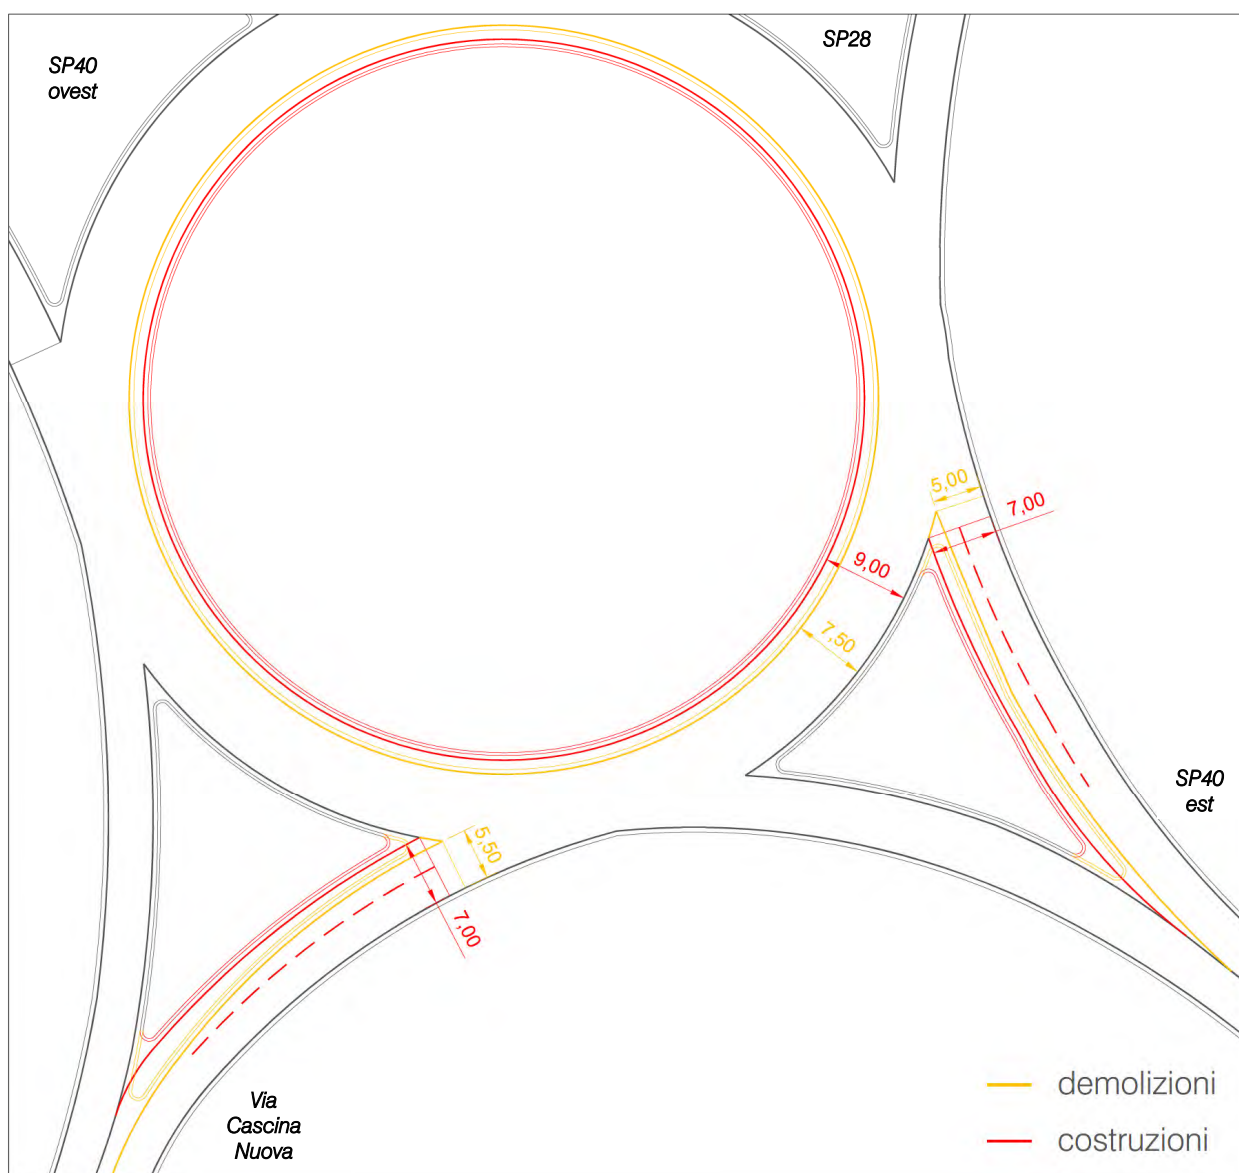 SP40
ovest
SP28
5,00
7,00
9,00
7,50
SP40
est
5,50
7,00
Via
Cascina
Nuova
demolizioni
costruzioni